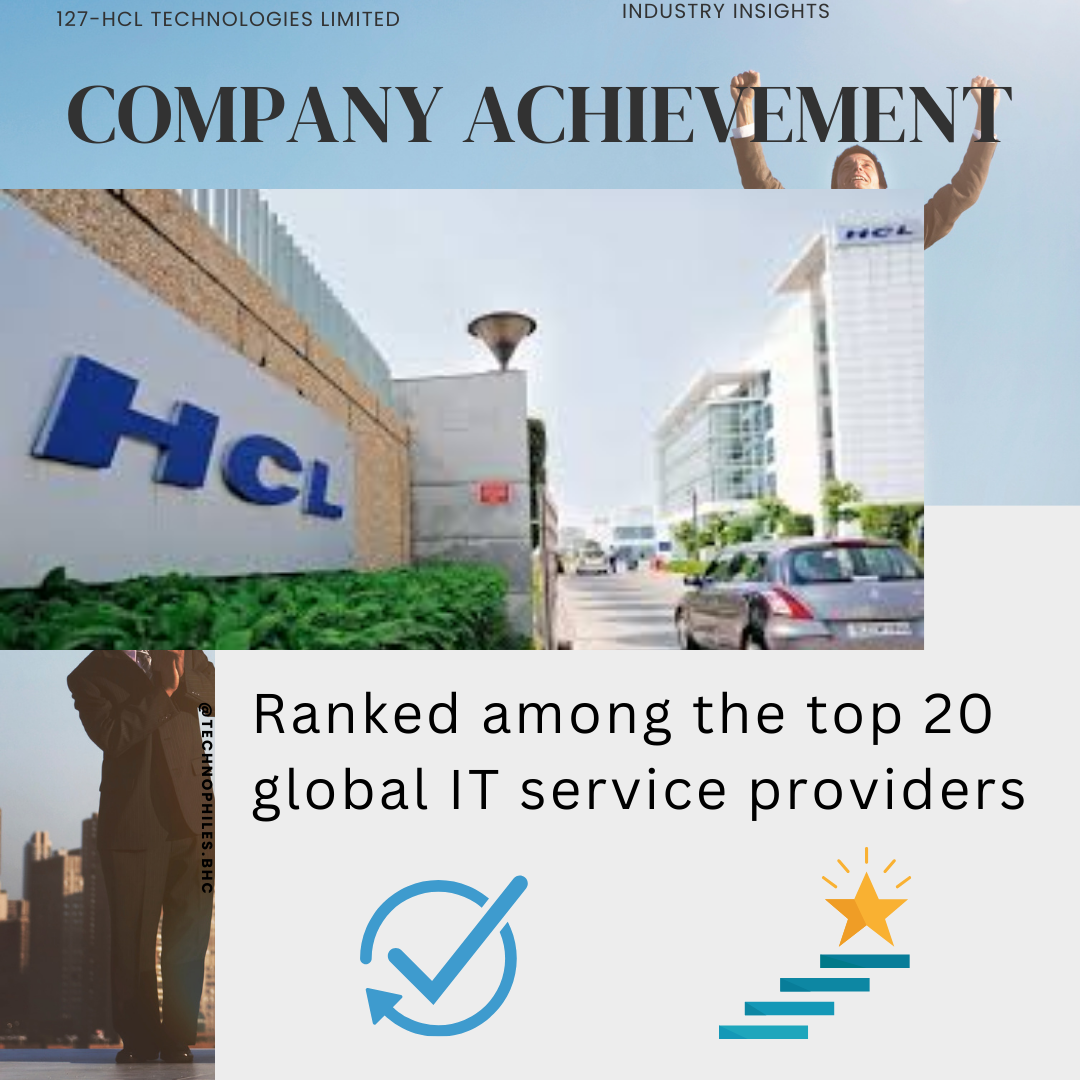 127-HCL TECHNOLOGIES LIMITED
INDUSTRY INSIGHTS
COMPANY ACHIEVEMENT
HCL
HCL
@TECHNOPHILES.BHC
Ranked among the top 20
global IT service providers